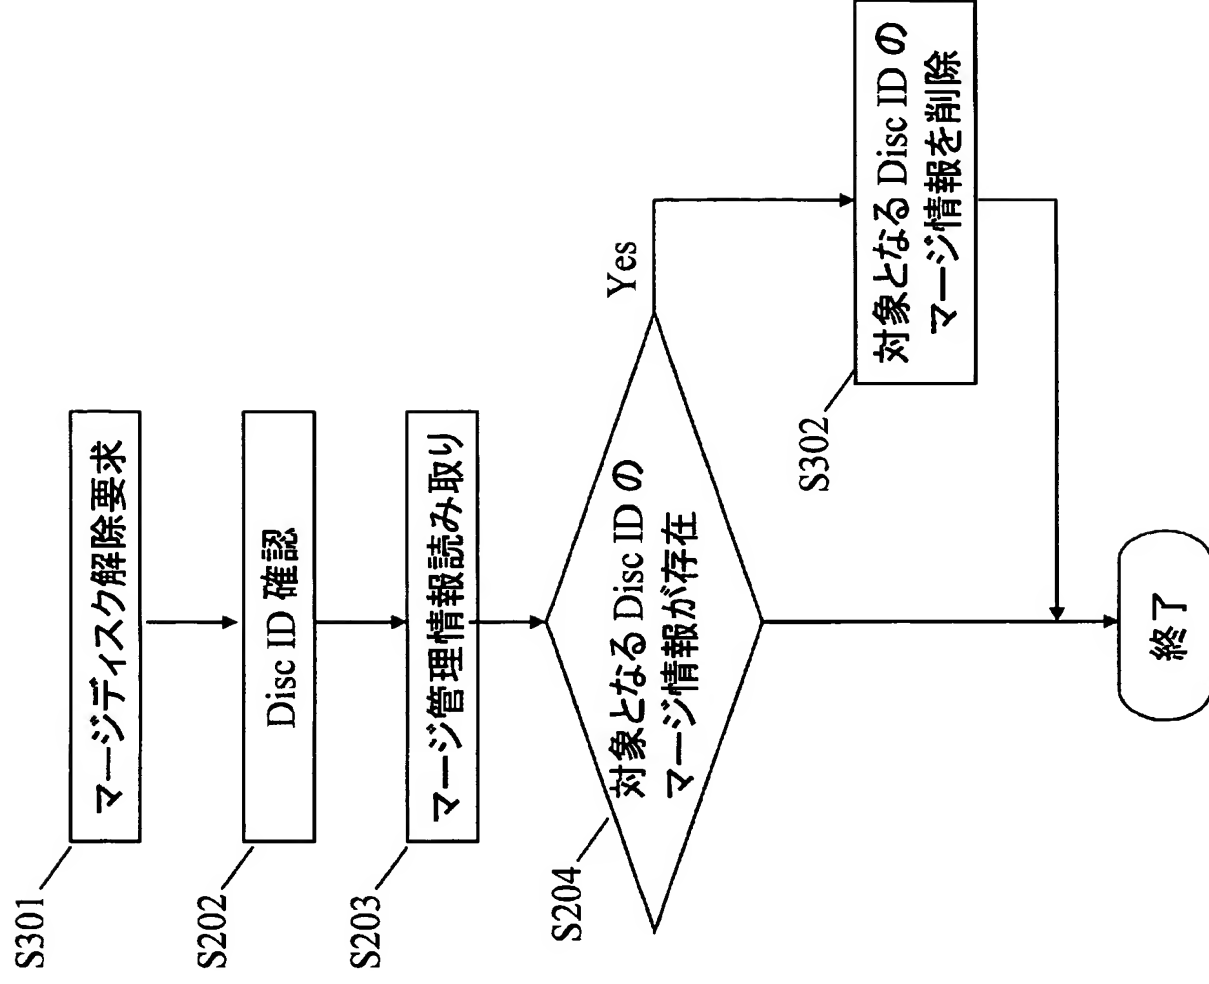 S301
マージディスク解除要求
S202
Disc ID 確認
S203
マージ管理情報読み取り
S204
対象となる Disc ID の
マージ情報が存在
Yes
S302
対象となる Disc ID の
マージ情報を削除
終了